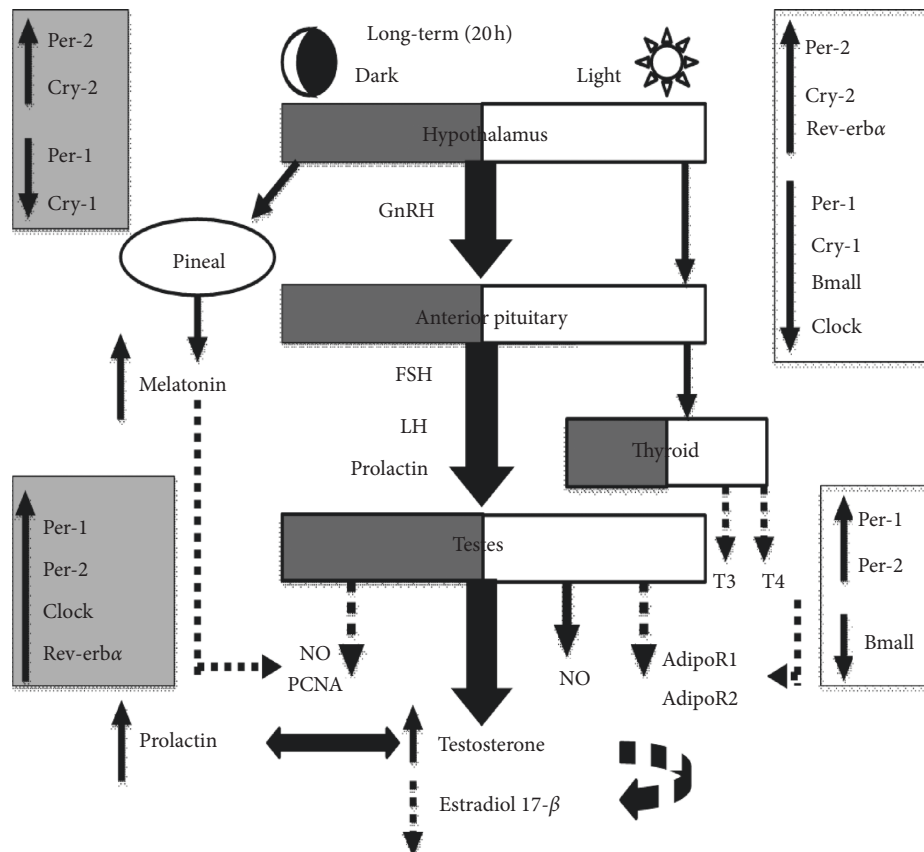 Long-term (20 h)
Dark
Light
Per-2
Cry-2
Per-1
Cry-1
Per-2
Cry-2
Rev-erbα
Per-1
Cry-1
Bmall
Clock
Hypothalamus
GnRH
Pineal
Anterior pituitary
Melatonin
FSH
LH
Prolactin
Thyroid
T3
T4
Testes
Per-1
Per-2
Clock
Rev-erbα
Per-1
Per-2
Bmall
NO
PCNA
NO
AdipoR1
AdipoR2
Prolactin
Testosterone
Estradiol 17-β